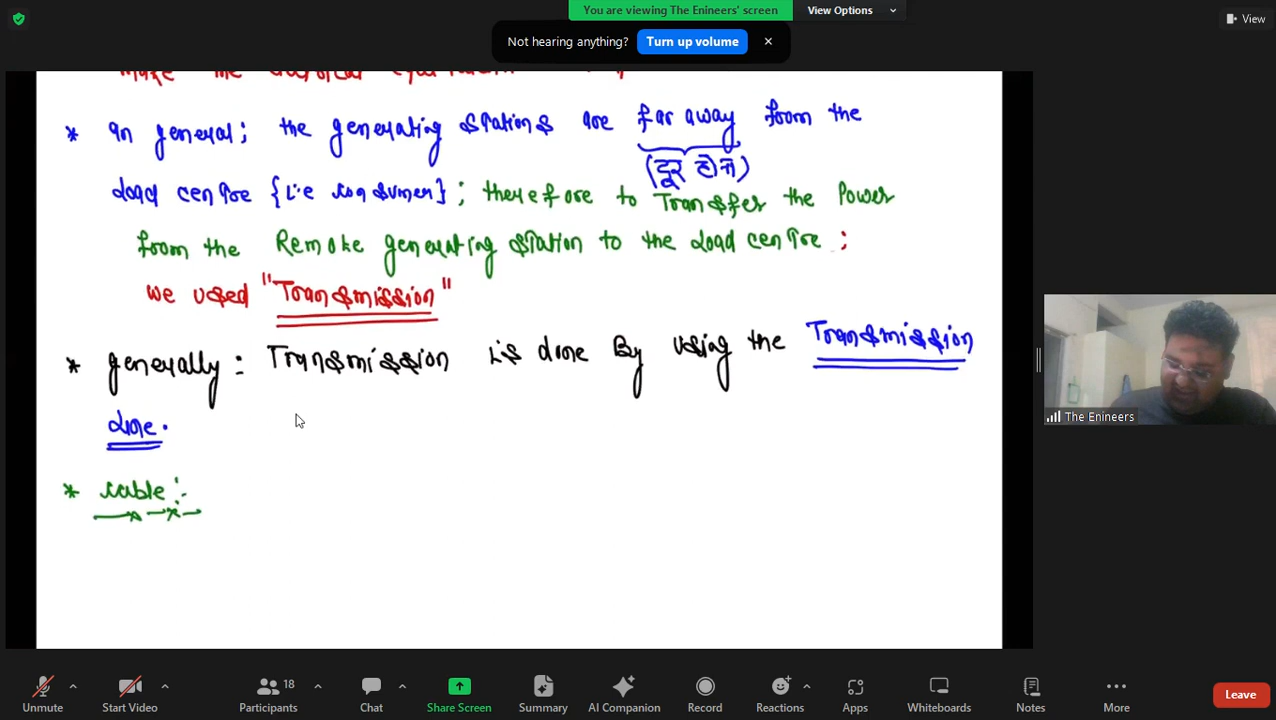 You are viewing The Enineers' screen
View Options
View
Not hearing anything?
Turn up volume
make the
* In general; the generating stations are far away from the
(दूर होने)
Load centre {i.e consumer}; therefore to Transfer the Power
from the Remote generating station to the Load centre;
we used "Transmission"
* generally: Transmission is done By using the Transmission
Line.
* cable:-
The Enineers
Unmute
Start Video
18
Participants
Chat
Share Screen
Summary
AI Companion
Record
Reactions
Apps
Whiteboards
Notes
More
Leave